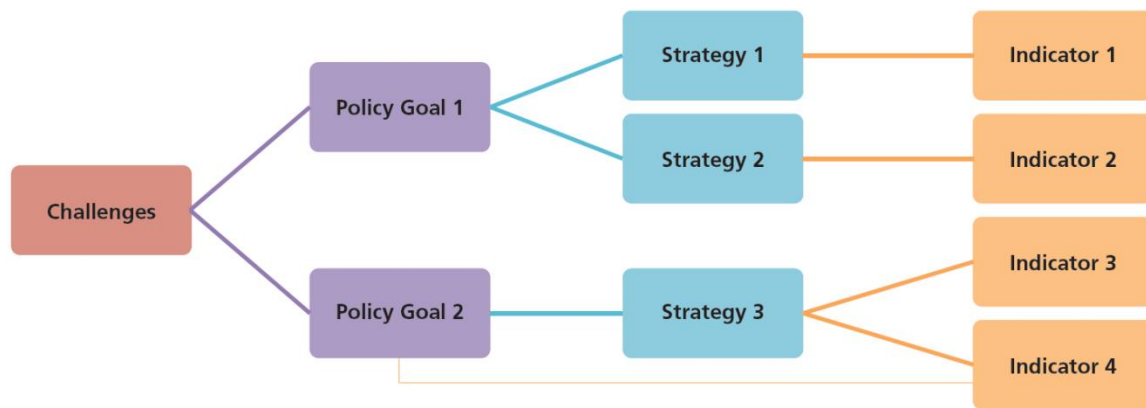 Challenges
Policy Goal 1
Policy Goal 2
Strategy 1
Strategy 2
Strategy 3
Indicator 1
Indicator 2
Indicator 3
Indicator 4